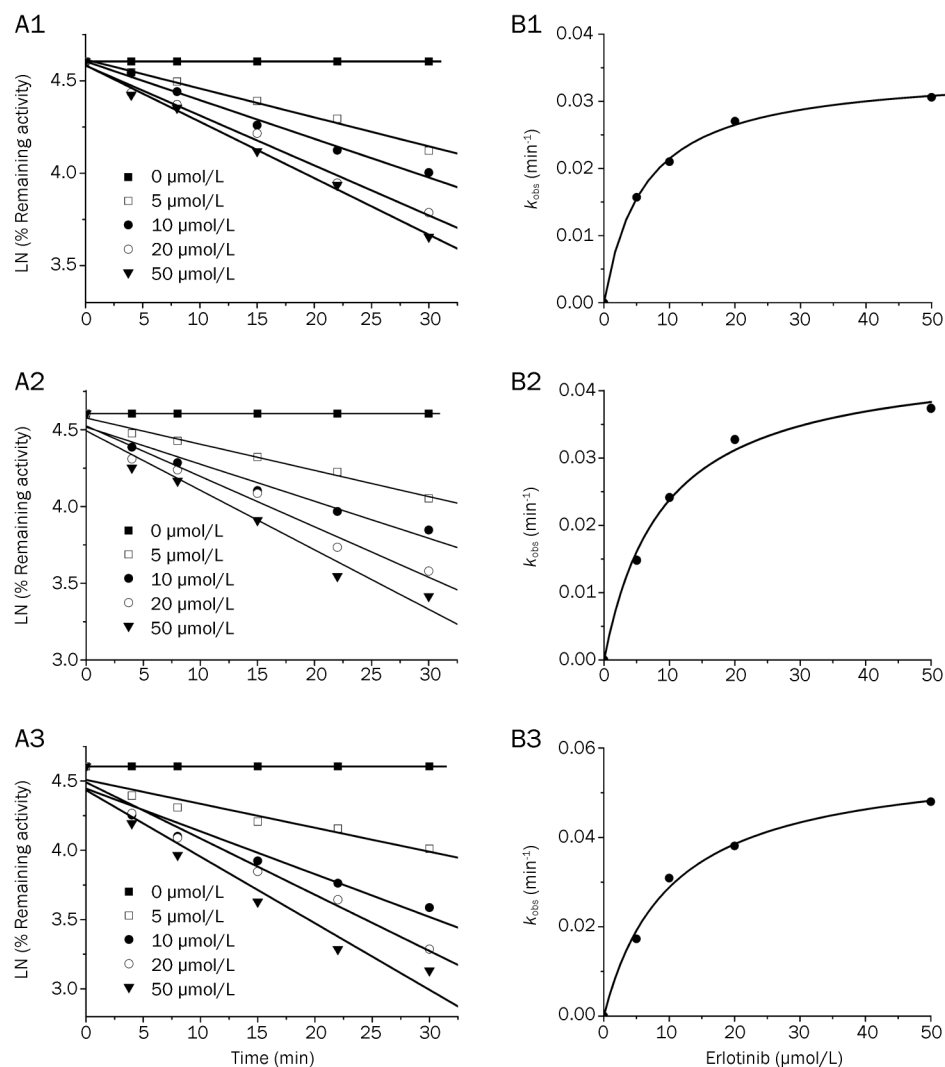 A1
LN (% Remaining activity)
4.5
4.0
3.5
0 µmol/L
5 µmol/L
10 µmol/L
20 µmol/L
50 µmol/L
0 5 10 15 20 25 30
B1
kobs (min-1)
0.04
0.03
0.02
0.01
0.00
0 10 20 30 40 50
A2
LN (% Remaining activity)
4.5
4.0
3.5
3.0
0 µmol/L
5 µmol/L
10 µmol/L
20 µmol/L
50 µmol/L
0 5 10 15 20 25 30
B2
kobs (min-1)
0.04
0.03
0.02
0.01
0.00
0 10 20 30 40 50
A3
LN (% Remaining activity)
4.5
4.0
3.5
3.0
0 µmol/L
5 µmol/L
10 µmol/L
20 µmol/L
50 µmol/L
0 5 10 15 20 25 30
Time (min)
B3
kobs (min-1)
0.06
0.04
0.02
0.00
0 10 20 30 40 50
Erlotinib (µmol/L)